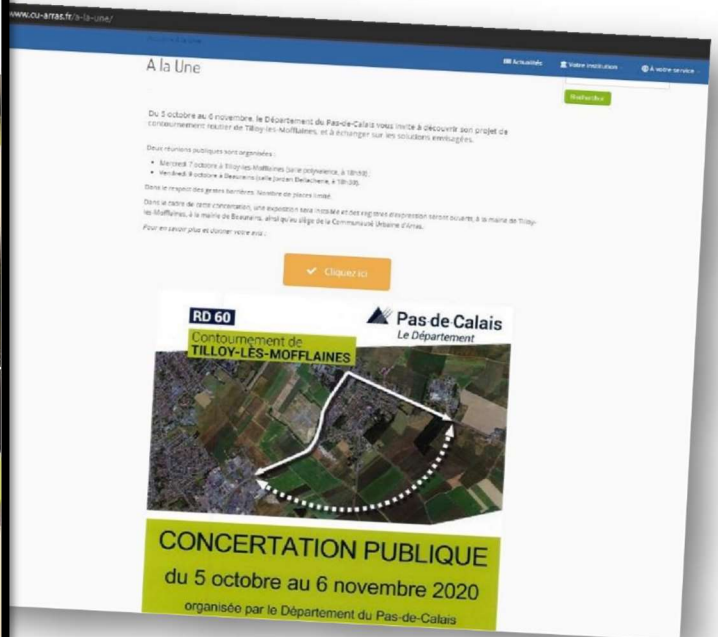 www.cu-arras.fr/a-la-une/
Actualités
Votre institution
A votre service
A la Une
Rechercher
Du 5 octobre au 6 novembre, le Département du Pas-de-Calais vous invite à découvrir son projet de
contournement routier de Tilloy-les-Mofflaines, et à échanger sur les solutions envisagées.
Deux réunions publiques sont organisées :
Mercredi 7 octobre à Tilloy-les-Mofflaines (salle polyvalence, à 18h30).
Vendredi 9 octobre à Beaurains (salle Jordan Bellachene, à 18h30).
Dans le respect des gestes barrières. Nombre de places limité.
Dans le cadre de cette concertation, une exposition sera installée et des registres d'expression seront ouverts, à la mairie de Tilloy-
les-Mofflaines, à la mairie de Beaurains, ainsi qu'au siège de la Communauté Urbaine d'Arras.
Pour en savoir plus et donner votre avis :
Cliquez ici
RD 60
Pas-de-Calais
Le Département
Contournement de
TILLOY-LÈS-MOFFLAINES
CONCERTATION PUBLIQUE
du 5 octobre au 6 novembre 2020
organisée par le Département du Pas-de-Calais